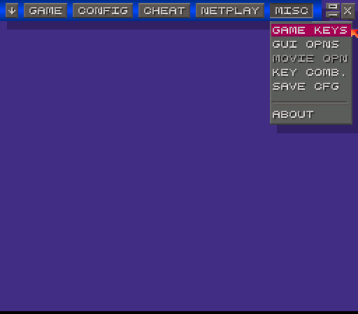 GAME CONFIG CHEAT NETPLAY MISC
GAME KEYS
GUI OPNS
MOVIE OPN
KEY COMB.
SAVE CFG
ABOUT